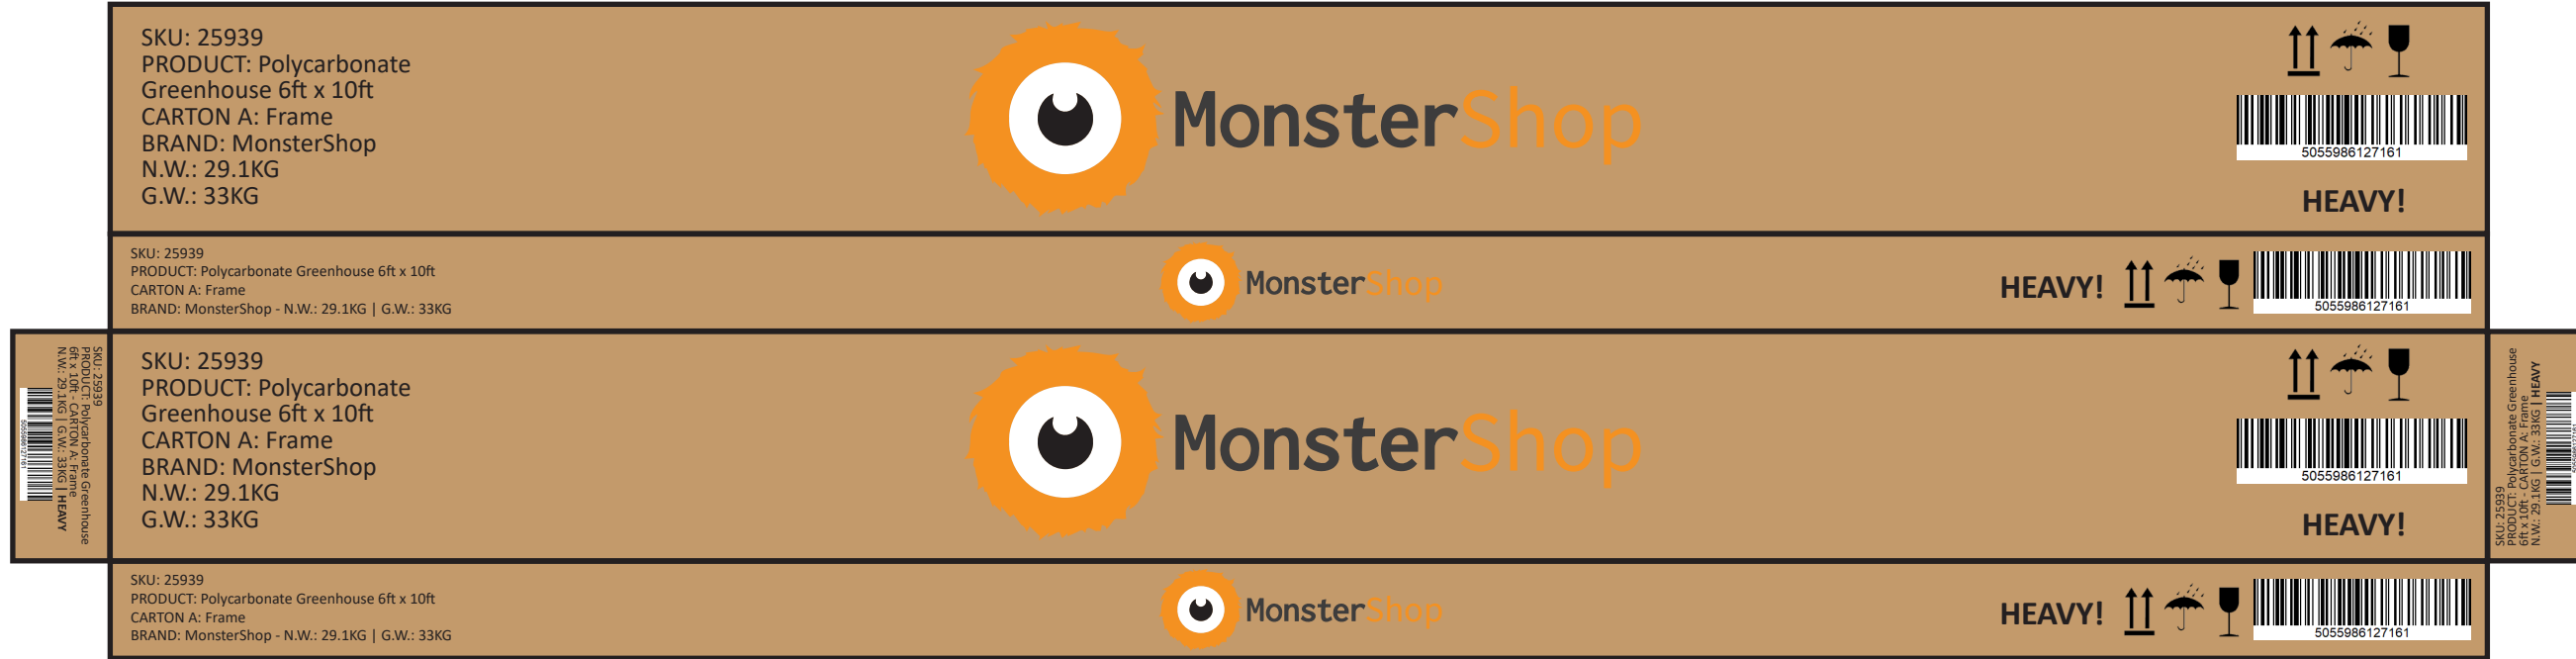 SKU: 25939
PRODUCT: Polycarbonate
Greenhouse 6ft x 10ft
CARTON A: Frame
BRAND: MonsterShop
N.W.: 29.1KG
G.W.: 33KG
MonsterShop
5055986127161
HEAVY!
SKU: 25939
PRODUCT: Polycarbonate Greenhouse 6ft x 10ft
CARTON A: Frame
BRAND: MonsterShop - N.W.: 29.1KG | G.W.: 33KG
MonsterShop
HEAVY!
5055986127161
SKU: 25939
PRODUCT: Polycarbonate Greenhouse
6ft x 10ft - CARTON A: Frame
N.W.: 29.1KG | G.W.: 33KG | HEAVY
5055986127161
SKU: 25939
PRODUCT: Polycarbonate
Greenhouse 6ft x 10ft
CARTON A: Frame
BRAND: MonsterShop
N.W.: 29.1KG
G.W.: 33KG
MonsterShop
5055986127161
HEAVY!
SKU: 25939
PRODUCT: Polycarbonate Greenhouse
6ft x 10ft - CARTON A: Frame
N.W.: 29.1KG | G.W.: 33KG | HEAVY
SKU: 25939
PRODUCT: Polycarbonate Greenhouse 6ft x 10ft
CARTON A: Frame
BRAND: MonsterShop - N.W.: 29.1KG | G.W.: 33KG
MonsterShop
HEAVY!
5055986127161